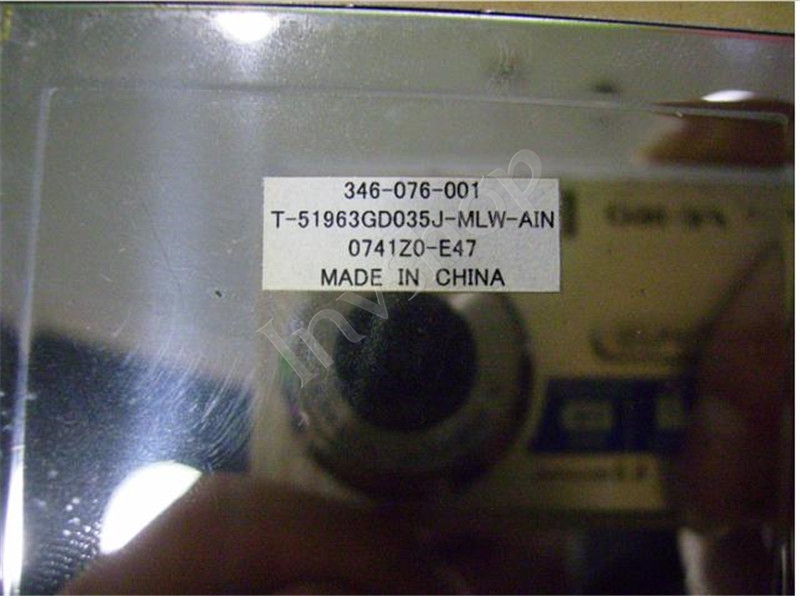 346-076-001
T-51963GD035J-MLW-AIN
0741Z0-E47
MADE IN CHINA